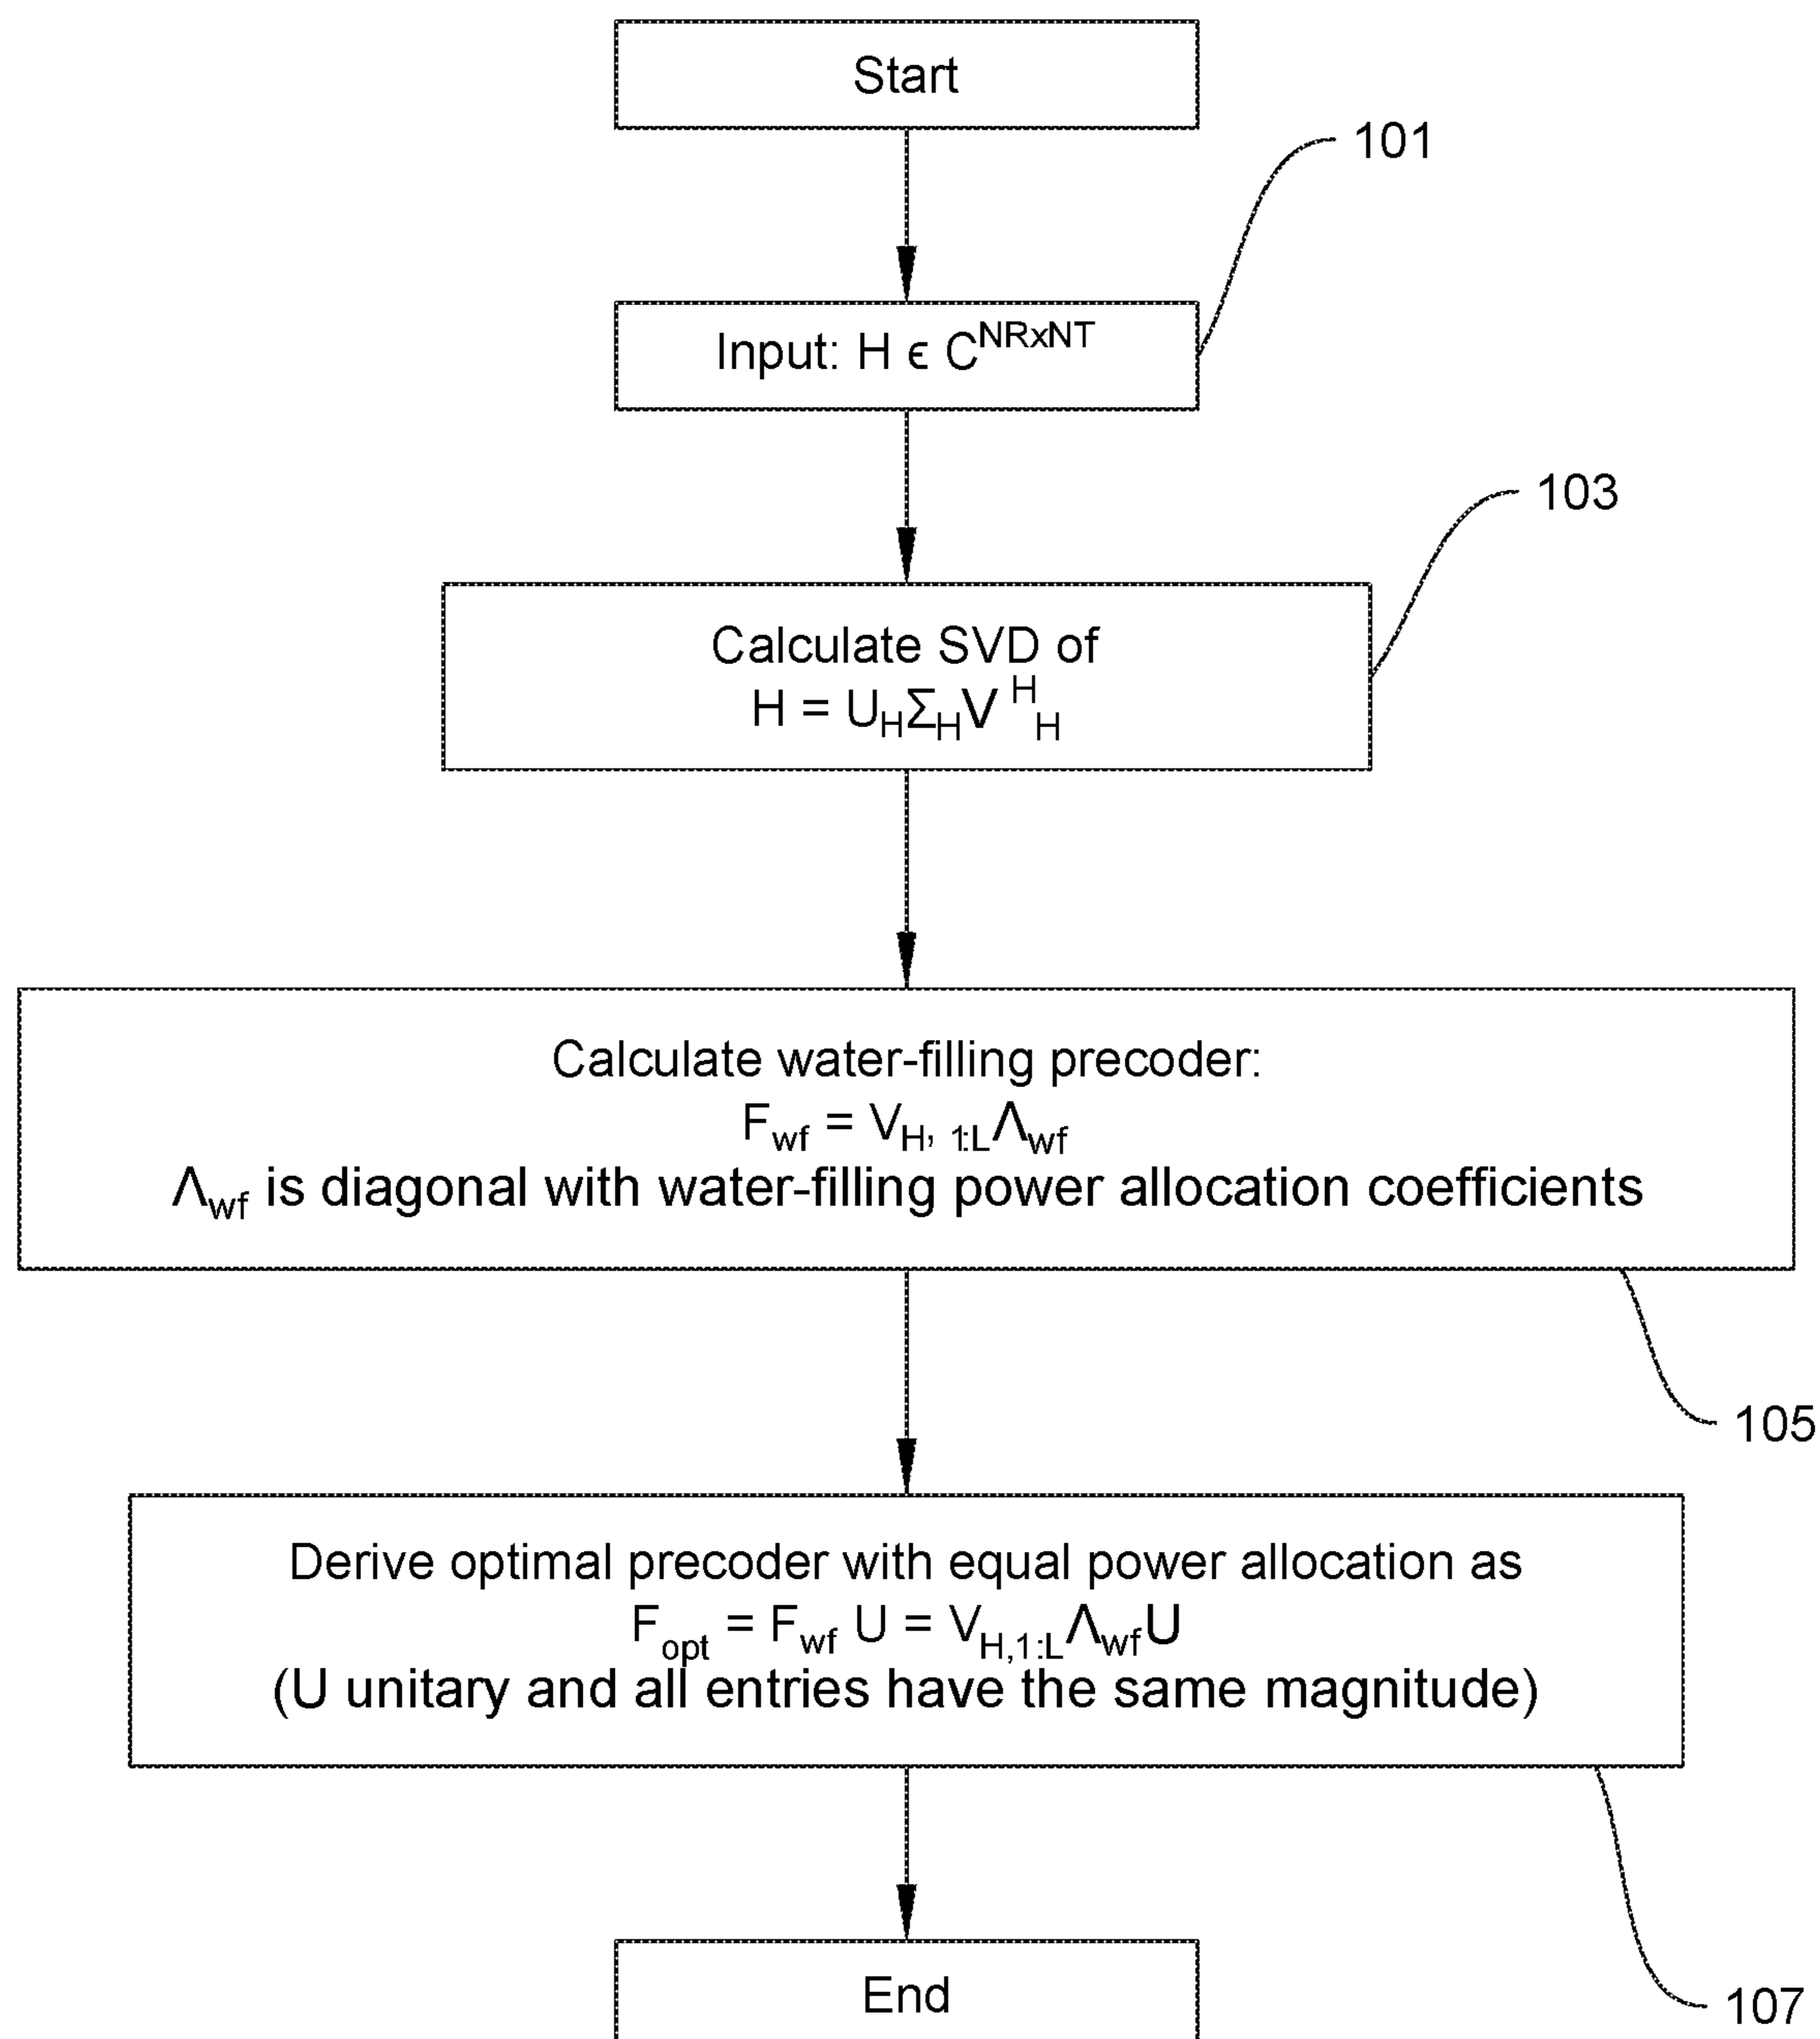 Start
101
Input: H ϵ C^NRxNT
103
Calculate SVD of
H = U_HΣ_HV^H_H
Calculate water-filling precoder:
F_wf = V_H, 1:LΛ_wf
Λ_wf is diagonal with water-filling power allocation coefficients
105
Derive optimal precoder with equal power allocation as
F_opt = F_wf U = V_H,1:LΛ_wfU
(U unitary and all entries have the same magnitude)
End
107